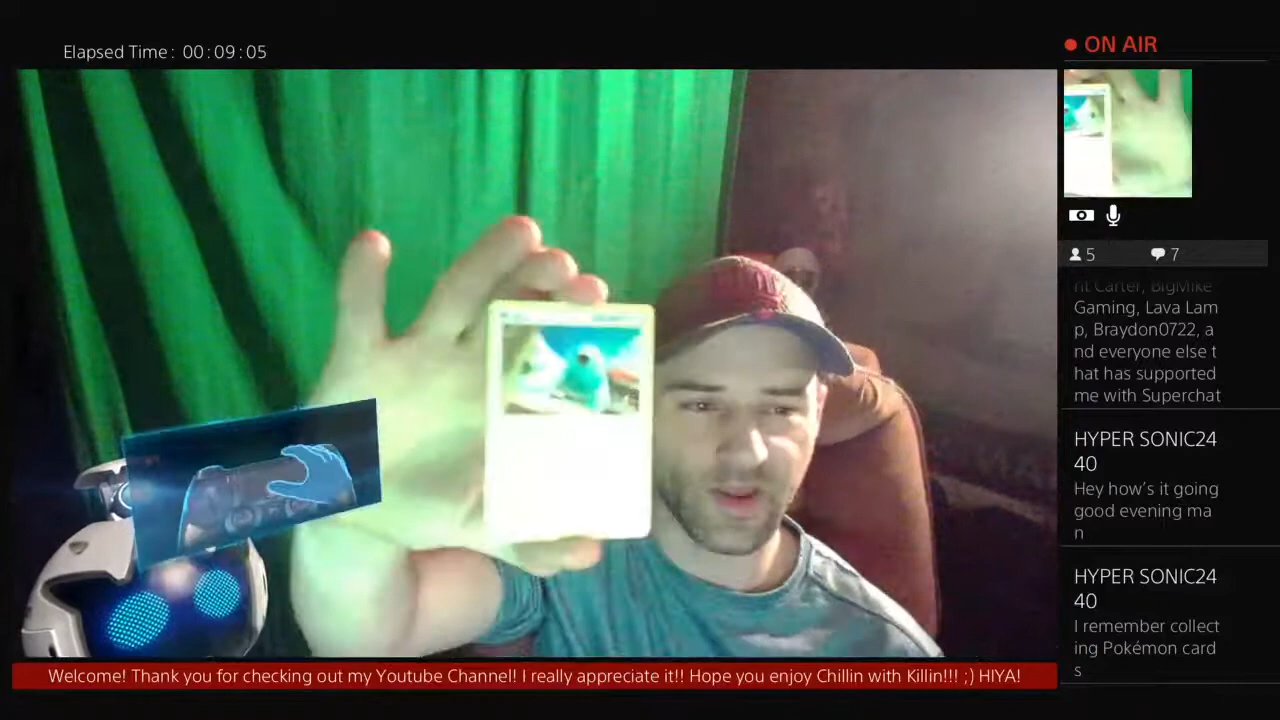 Elapsed Time: 00:09:05
ON AIR
5
7
nt Carter, BigMike
Gaming, Lava Lam
p, Braydon0722, a
nd everyone else t
hat has supported
me with Superchat
HYPER SONIC24
40
Hey how's it going
good evening ma
n
HYPER SONIC24
40
I remember collect
ing Pokémon card
s
Welcome! Thank you for checking out my Youtube Channel! I really appreciate it!! Hope you enjoy Chillin with Killin!!! ;) HIYA!